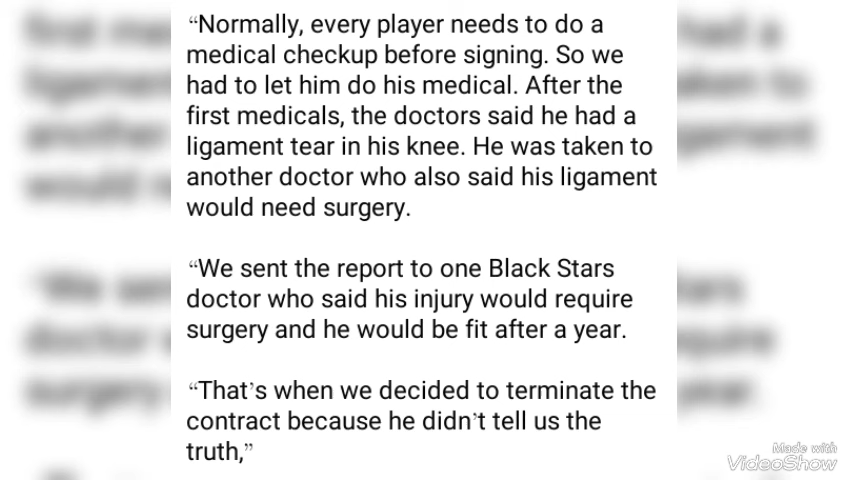 “Normally, every player needs to do a
medical checkup before signing. So we
had to let him do his medical. After the
first medicals, the doctors said he had a
ligament tear in his knee. He was taken to
another doctor who also said his ligament
would need surgery.
“We sent the report to one Black Stars
doctor who said his injury would require
surgery and he would be fit after a year.
“That’s when we decided to terminate the
contract because he didn’t tell us the
truth,”
Made with
VideoShow